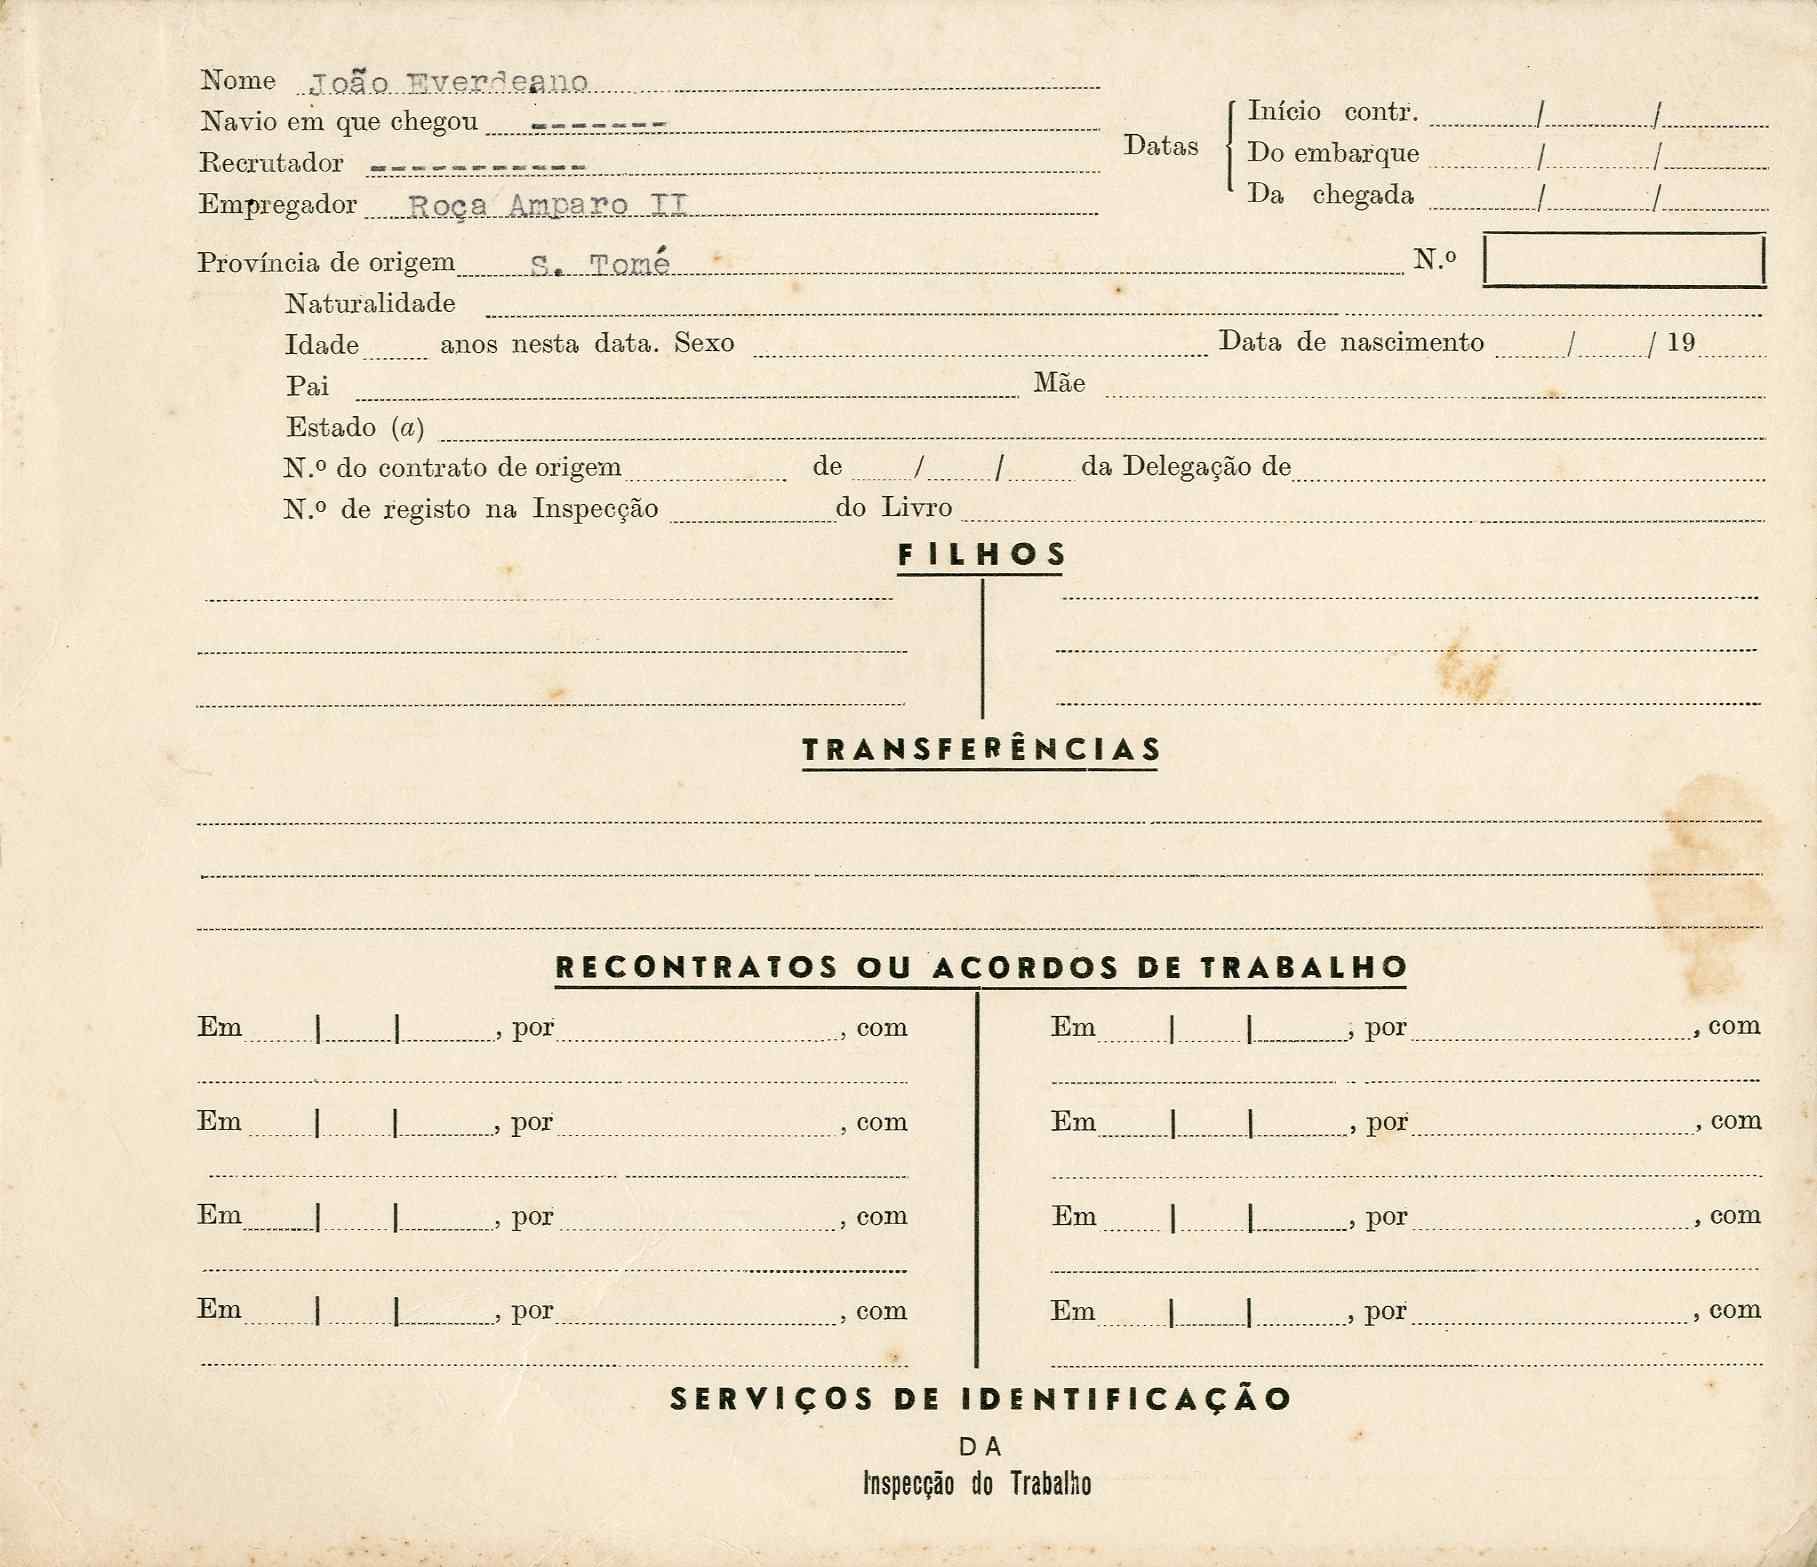 Nome João Everdeano
Navio em que chegou -------
Recrutador -----------
Empregador Roça Amparo II
Datas
Início contr. / /
Do embarque / /
Da chegada / /
Província de origem S. Tomé N.º
Naturalidade
Idade anos nesta data. Sexo Data de nascimento / / 19
Pai Mãe
Estado (a)
N.º do contrato de origem de / / da Delegação de
N.º de registo na Inspecção do Livro
FILHOS
TRANSFERÊNCIAS
RECONTRATOS OU ACORDOS DE TRABALHO
Em | | , por , com Em | | , por , com
Em | | , por , com Em | | , por , com
Em | | , por , com Em | | , por , com
Em | | , por , com Em | | , por , com
SERVIÇOS DE IDENTIFICAÇÃO
DA
Inspecção do Trabalho